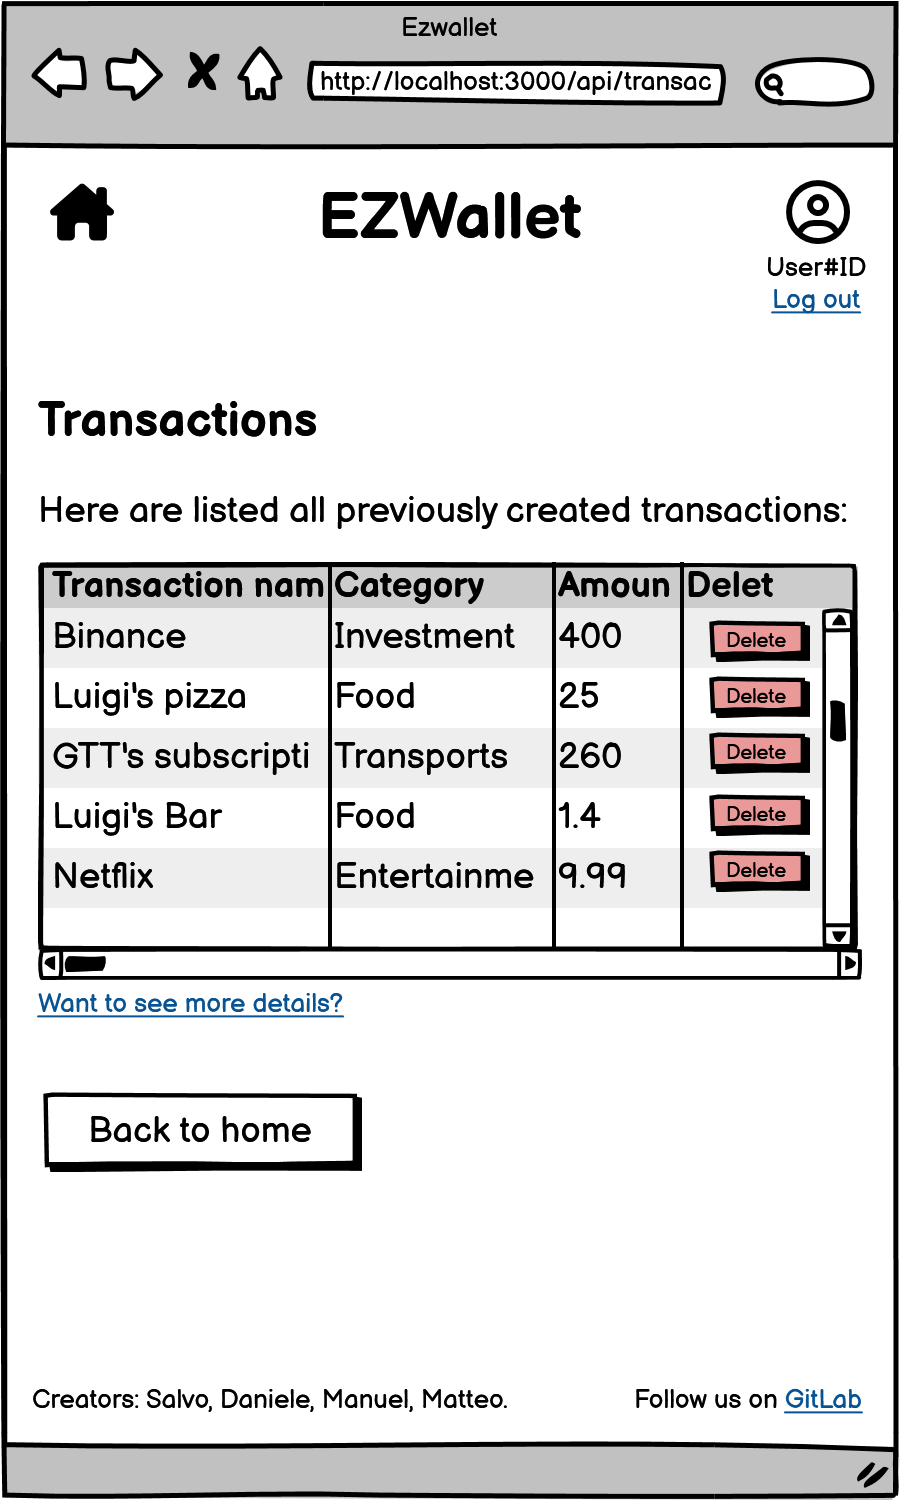 Ezwallet
http://localhost:3000/api/transac
EZWallet
User#ID
Log out
Transactions
Here are listed all previously created transactions:
Transaction nam Category Amoun Delet
Binance Investment 400 Delete
Luigi's pizza Food 25 Delete
GTT's subscripti Transports 260 Delete
Luigi's Bar Food 1.4 Delete
Netflix Entertainme 9.99 Delete
Want to see more details?
Back to home
Creators: Salvo, Daniele, Manuel, Matteo. Follow us on GitLab